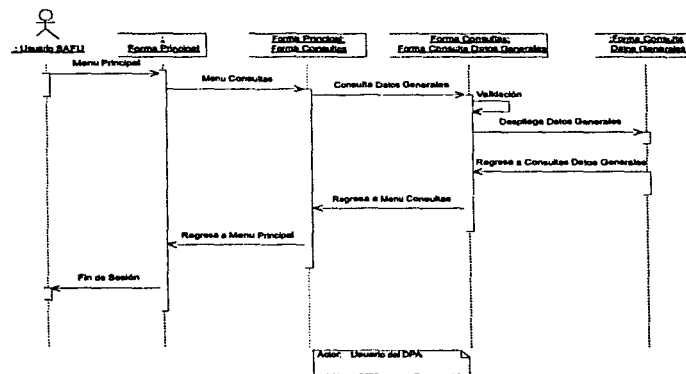 : Usuario SAFU
:
Forma Principal
Forma Principal:
Forma Consultas
Forma Consultas:
Forma Consulta Datos Generales
:Forma Consulta
Datos Generales
Menu Principal
Menu Consultas
Consulta Datos Generales
Validación
Despliega Datos Generales
Regresa a Consultas Datos Generales
Regresa a Menu Consultas
Regresa a Menu Principal
Fin de Sesión
Actor: Usuario del DPA